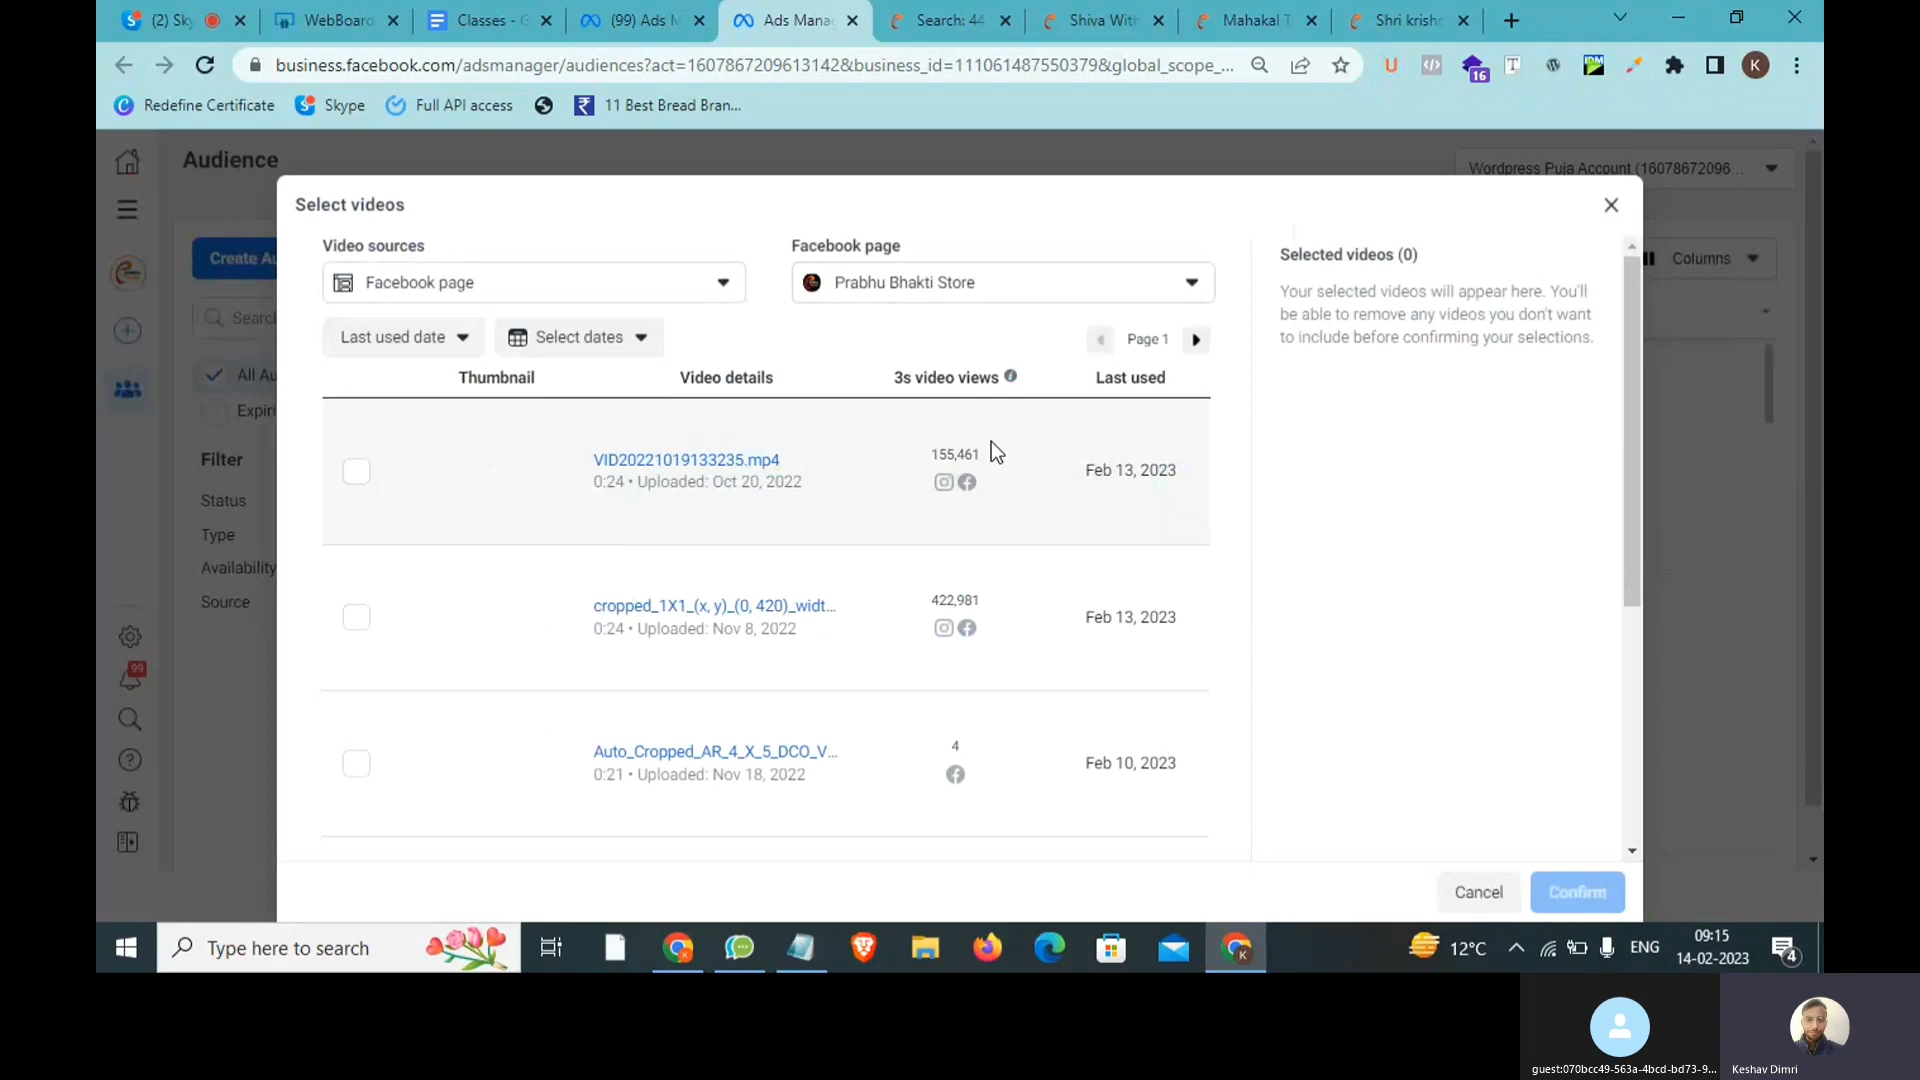 (2) Sky
WebBoard
Classes - G
(99) Ads M
Ads Mana
Search: 44
Shiva With
Mahakal T
Shri krishn
business.facebook.com/adsmanager/audiences?act=1607867209613142&business_id=111061487550379&global_scope_...
U
16
T
K
Redefine Certificate
Skype
Full API access
11 Best Bread Bran...
Audience
Wordpress Puja Account (16078672096...
Select videos
Video sources
Facebook page
Selected videos (0)
Create Au
Columns
Facebook page
Prabhu Bhakti Store
Your selected videos will appear here. You'll
be able to remove any videos you don't want
to include before confirming your selections.
Search
Last used date
Select dates
Page 1
All Au
Thumbnail
Video details
3s video views
Last used
Expiri
Filter
VID20221019133235.mp4
0:24 • Uploaded: Oct 20, 2022
155,461
Feb 13, 2023
Status
Type
Availability
Source
cropped_1X1_(x, y)_(0, 420)_widt...
0:24 • Uploaded: Nov 8, 2022
422,981
Feb 13, 2023
99
Auto_Cropped_AR_4_X_5_DCO_V...
0:21 • Uploaded: Nov 18, 2022
4
Feb 10, 2023
Cancel
Confirm
Type here to search
K
12°C
ENG
09:15
14-02-2023
4
guest:070bcc49-563a-4bcd-bd73-9...
Keshav Dimri